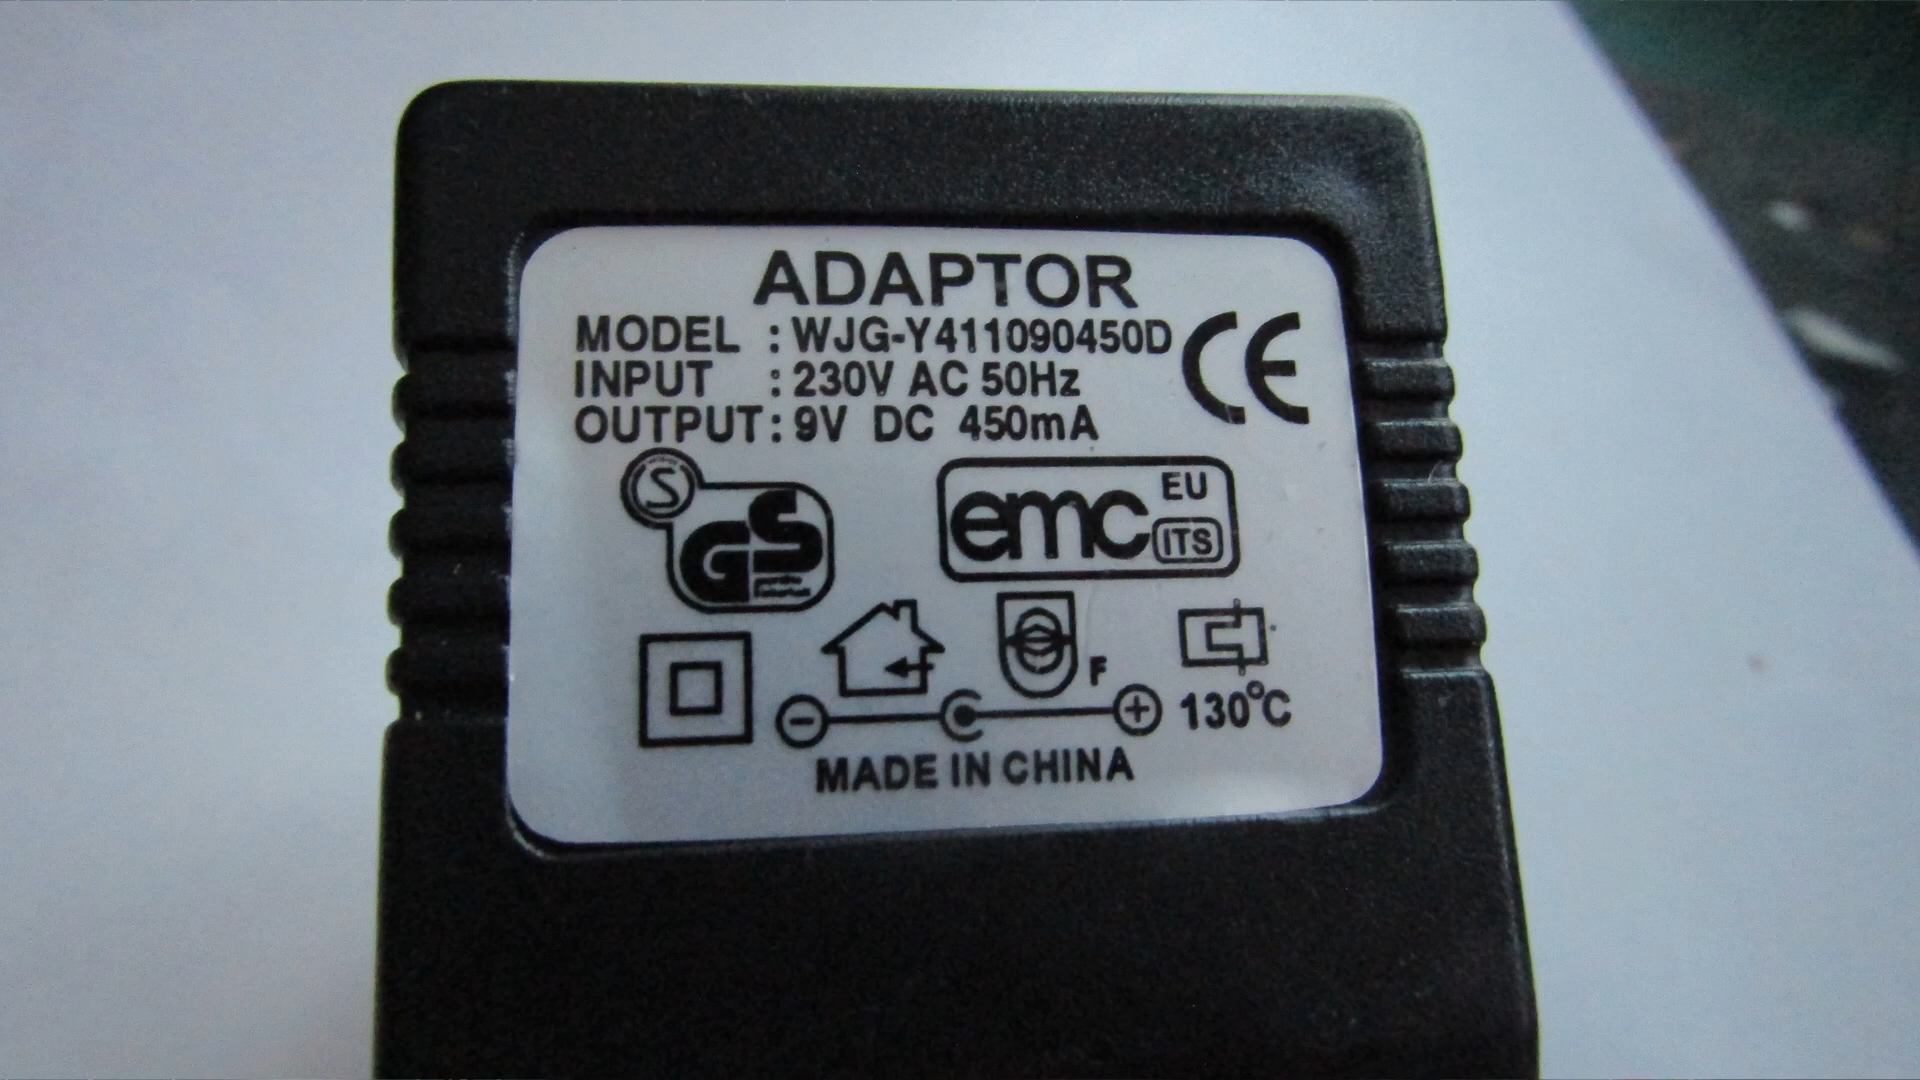 ADAPTOR
MODEL : WJG-Y411090450D
INPUT : 230V AC 50Hz
OUTPUT : 9V DC 450mA
CE
S
GS
emc EU
ITS
F
130°C
MADE IN CHINA